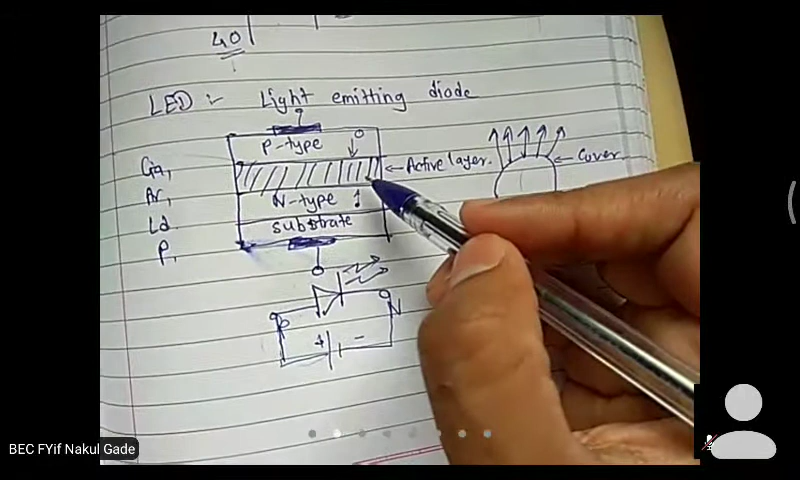 40
LED :- Light emitting diode
P-type
Ga,
Active layer.
Cover
Ar,
N-type
Ld
substrate
P,
P
N
+
-
BEC FYif Nakul Gade